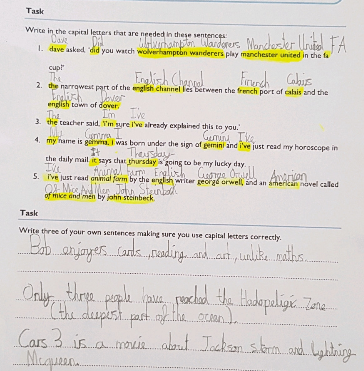 Task
Write in the capital letters that are needed in these sentences:
Dave Did Wolverhampton Wanderers Manchester United FA
1. dave asked, 'did you watch wolverhampton wanderers play manchester united in the fa
cup?'
The English Channel French Calais
2. the narrowest part of the english channel lies between the french port of calais and the
English Dover
english town of dover.
The I'm I've
3. the teacher said, 'I'm sure i've already explained this to you.'
My Gemma I Gemini I've
4. my name is gemma, i was born under the sign of gemini and i've just read my horoscope in
It Thursday
the daily mail. it says that thursday is going to be my lucky day.
I've Animal Farm English George Orwell American
5. i've just read animal farm by the english writer george orwell, and an american novel called
Of Mice And Men John Steinbeck
of mice and men by john steinbeck.
Task
Write three of your own sentences making sure you use capital letters correctly.
Bob enjoyers cards, reading and art, unlike maths.
Only three people have reached the Hadopeligic Zone
(the deepest part of the ocean).
Cars 3 is a movie about Jackson storm and Lightning
Mcqueen.